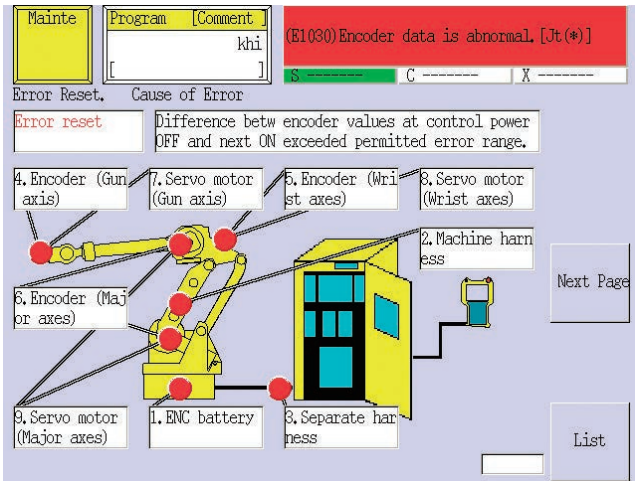 Mainte
Program [Comment ]
khi
[ ]
(E1030)Encoder data is abnormal.[Jt(*)]
S -------
C -------
X -------
Error Reset.
Cause of Error
Error reset
Difference betw encoder values at control power
OFF and next ON exceeded permitted error range.
4.Encoder (Gun
axis)
7.Servo motor
(Gun axis)
5.Encoder (Wri
st axes)
8.Servo motor
(Wrist axes)
2.Machine harn
ess
Next Page
6.Encoder (Maj
or axes)
9.Servo motor
(Major axes)
1.ENC battery
3.Separate har
ness
List